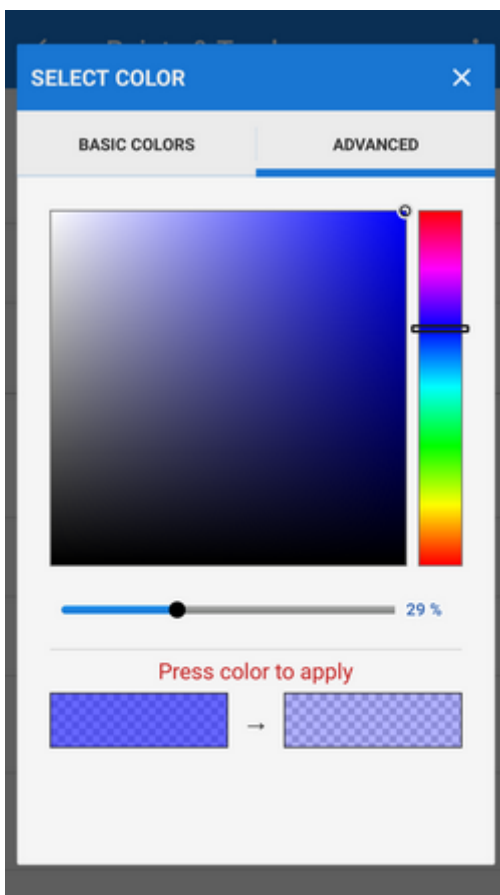 SELECT COLOR
BASIC COLORS
ADVANCED
29 %
Press color to apply
→